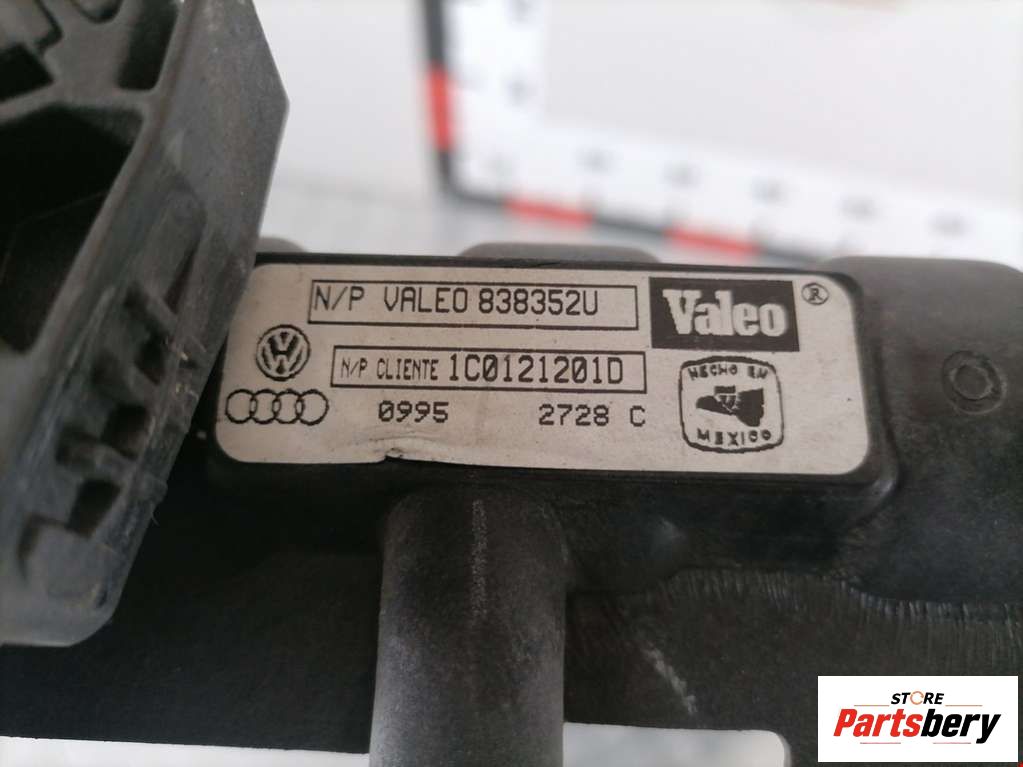 N/P VALEO 838352U
Valeo ®
N/P CLIENTE 1C0121201D
HECHO EN
MEXICO
0995 2728 C
STORE
Partsbery